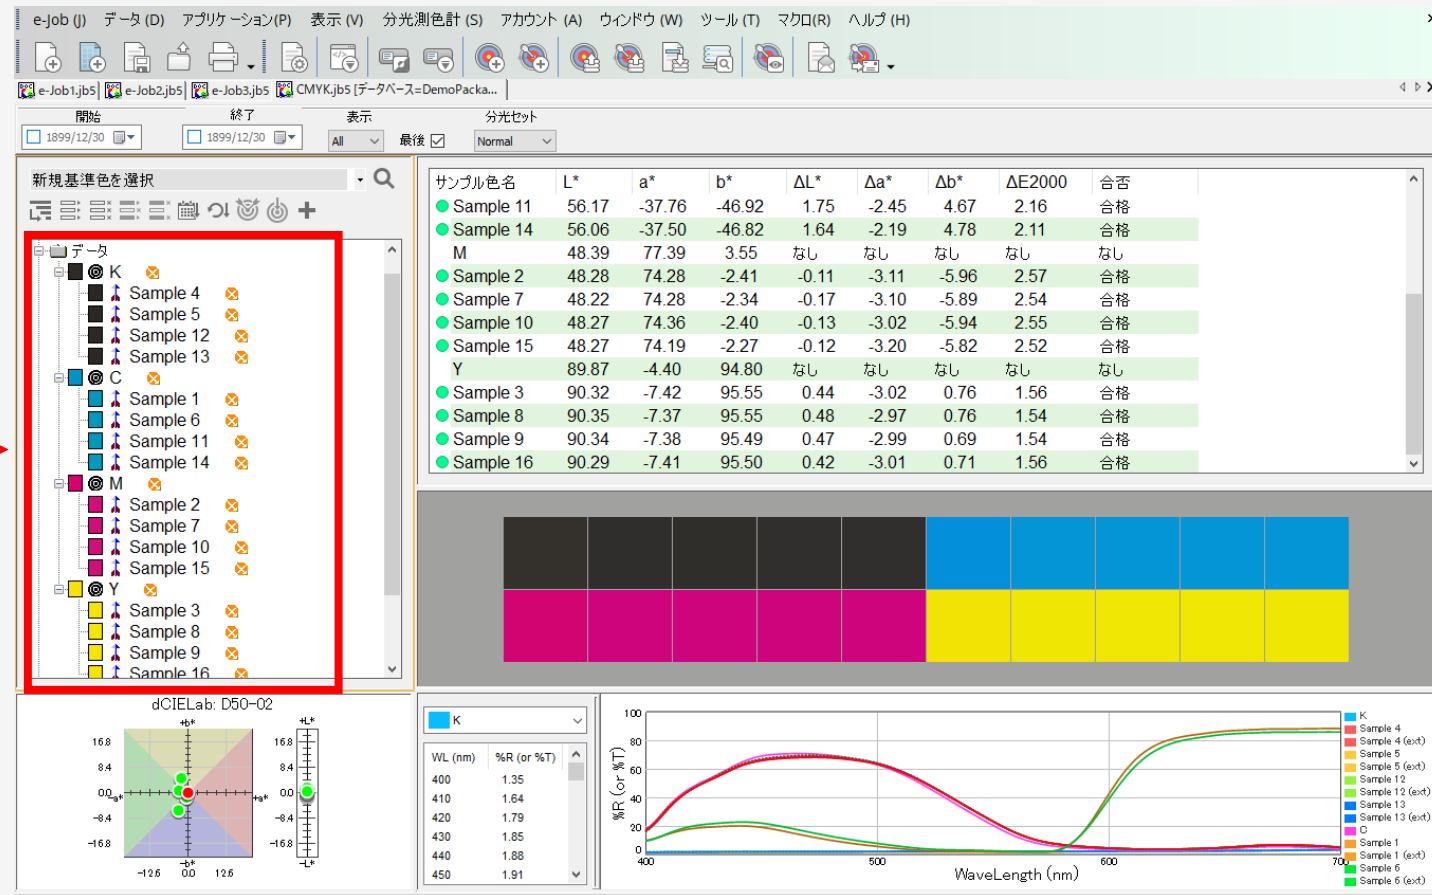 e-Job (J) データ (D) アプリケーション(P) 表示 (V) 分光測色計 (S) アカウント (A) ウィンドウ (W) ツール (T) マクロ(R) ヘルプ (H)
e-Job1.jb5 e-Job2.jb5 e-Job3.jb5 CMYK.jb5 [データベース=DemoPacka...
開始 終了 表示 分光セット
1899/12/30 1899/12/30 All 最後 Normal
新規基準色を選択
データ
K
Sample 4
Sample 5
Sample 12
Sample 13
C
Sample 1
Sample 6
Sample 11
Sample 14
M
Sample 2
Sample 7
Sample 10
Sample 15
Y
Sample 3
Sample 8
Sample 9
Sample 16
サンプル色名 L* a* b* ΔL* Δa* Δb* ΔE2000 合否
Sample 11 56.17 -37.76 -46.92 1.75 -2.45 4.67 2.16 合格
Sample 14 56.06 -37.50 -46.82 1.64 -2.19 4.78 2.11 合格
M 48.39 77.39 3.55 なし なし なし なし なし
Sample 2 48.28 74.28 -2.41 -0.11 -3.11 -5.96 2.57 合格
Sample 7 48.22 74.28 -2.34 -0.17 -3.10 -5.89 2.54 合格
Sample 10 48.27 74.36 -2.40 -0.13 -3.02 -5.94 2.55 合格
Sample 15 48.27 74.19 -2.27 -0.12 -3.20 -5.82 2.52 合格
Y 89.87 -4.40 94.80 なし なし なし なし なし
Sample 3 90.32 -7.42 95.55 0.44 -3.02 0.76 1.56 合格
Sample 8 90.35 -7.37 95.55 0.48 -2.97 0.76 1.54 合格
Sample 9 90.34 -7.38 95.49 0.47 -2.99 0.69 1.54 合格
Sample 16 90.29 -7.41 95.50 0.42 -3.01 0.71 1.56 合格
dCIELab: D50-02
+b* +L*
16.8 16.8
8.4 8.4
0.0 -a* +a* 0.0
-8.4 -8.4
-16.8 -16.8
-b* -L*
-12.6 0.0 12.6
K
WL (nm) %R (or %T)
400 1.35
410 1.64
420 1.79
430 1.85
440 1.88
450 1.91
%R (or %T)
100
80
60
40
20
0
400 500 600 700
WaveLength (nm)
K
Sample 4
Sample 4 (ext)
Sample 5
Sample 5 (ext)
Sample 12
Sample 12 (ext)
Sample 13
Sample 13 (ext)
C
Sample 1
Sample 1 (ext)
Sample 6
Sample 6 (ext)